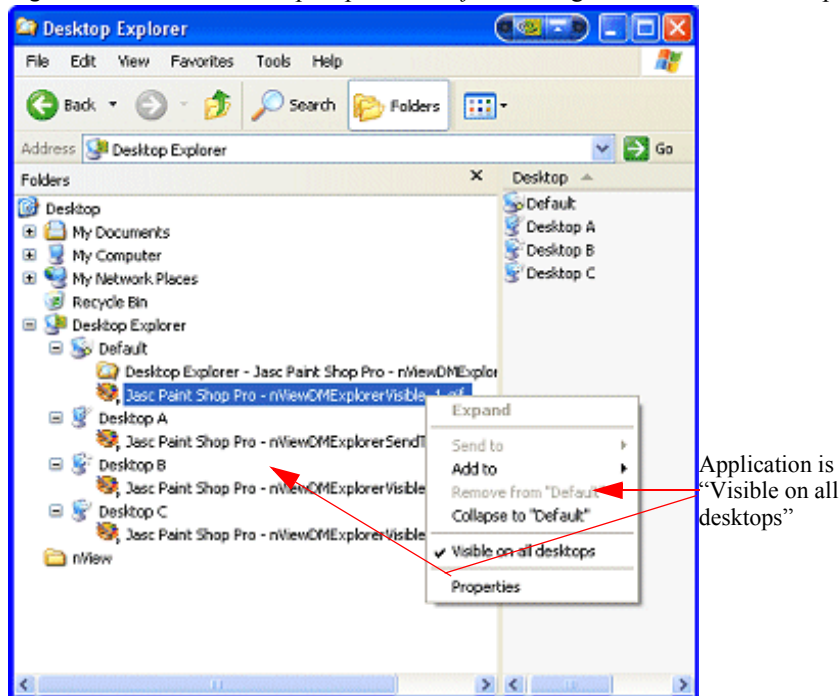 Desktop Explorer
File Edit View Favorites Tools Help
Back Search Folders
Address Desktop Explorer Go
Folders x Desktop
Desktop
My Documents
My Computer
My Network Places
Recycle Bin
Desktop Explorer
Default
Desktop Explorer - Jasc Paint Shop Pro - nViewDMExplor
Jasc Paint Shop Pro - nViewDMExplorerVisible_1.gif
Desktop A
Jasc Paint Shop Pro - nViewDMExplorerSendT
Desktop B
Jasc Paint Shop Pro - nViewDMExplorerVisible
Desktop C
Jasc Paint Shop Pro - nViewDMExplorerVisible
nView
Default
Desktop A
Desktop B
Desktop C
Expand
Send to
Add to
Remove from "Default"
Collapse to "Default"
Visible on all desktops
Properties
Application is
“Visible on all
desktops”